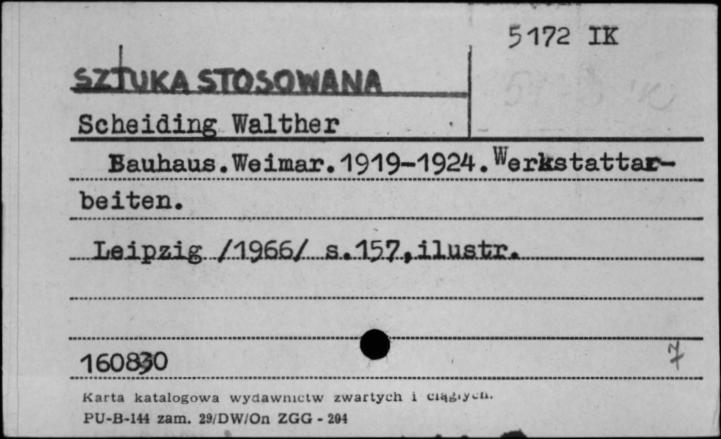 5172 IK
SZTUKA STOSOWANA
Scheiding Walther
Bauhaus.Weimar.1919-1924.Werkstattar-
beiten.
Leipzig /1966/ s.157,ilustr.
160830
7
Karta katalogowa wydawnictw zwartych i ciągłych.
PU-B-144 zam. 29/DW/On ZGG - 204